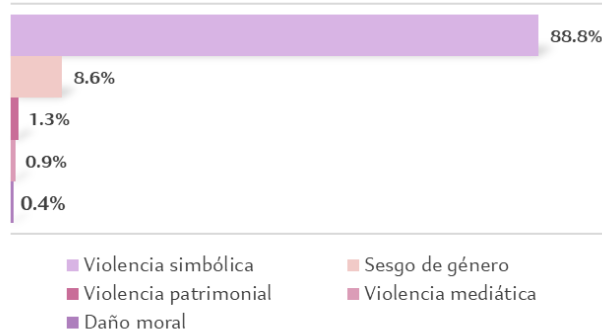 88.8%
8.6%
1.3%
0.9%
0.4%
Violencia simbólica Sesgo de género
Violencia patrimonial Violencia mediática
Daño moral